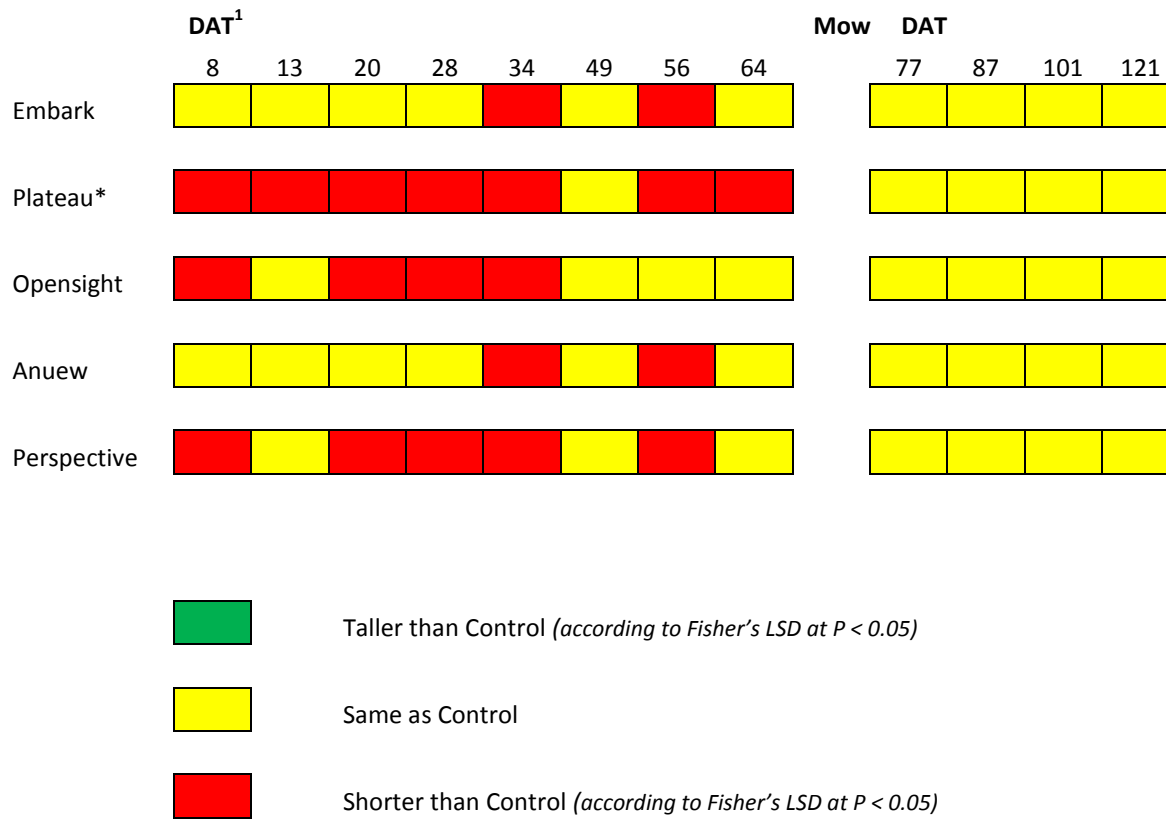 DAT1 Mow DAT
8 13 20 28 34 49 56 64 77 87 101 121
Embark
Plateau*
Opensight
Anuew
Perspective
Taller than Control (according to Fisher’s LSD at P < 0.05)
Same as Control
Shorter than Control (according to Fisher’s LSD at P < 0.05)